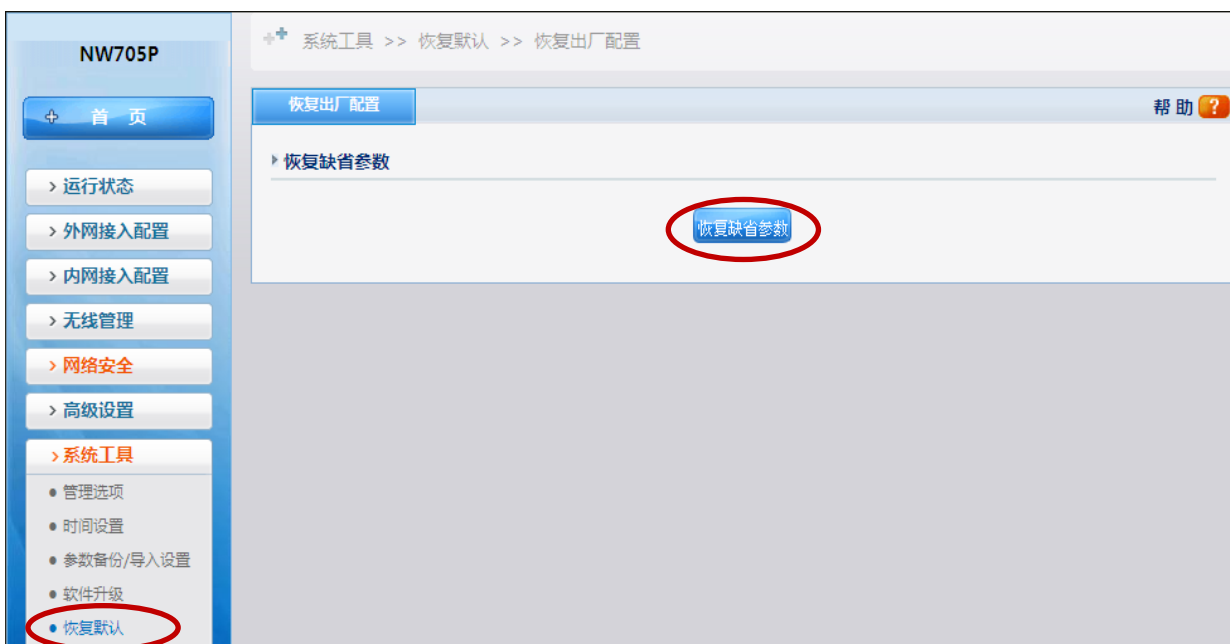 NW705P
首 页
运行状态
外网接入配置
内网接入配置
无线管理
网络安全
高级设置
系统工具
管理选项
时间设置
参数备份/导入设置
软件升级
恢复默认
系统工具 >> 恢复默认 >> 恢复出厂配置
恢复出厂配置
帮助 ?
恢复缺省参数
恢复缺省参数